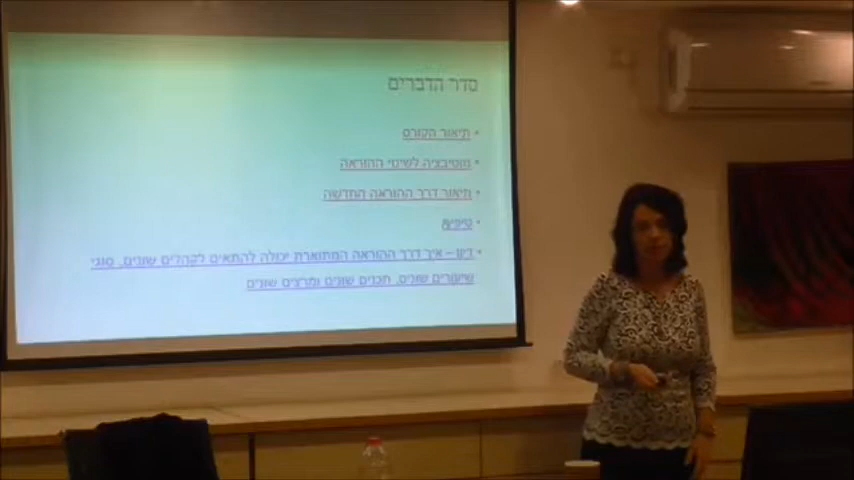 סדר הדברים
• תיאור הקורס
• מוטיבציה לשינוי ההוראה
• תיאור דרך ההוראה החדשה
• טיפים
• דיון – איך דרך ההוראה המתוארת יכולה להתאים לקהלים שונים, סוגי
שיעורים שונים, תכנים שונים ומרצים שונים